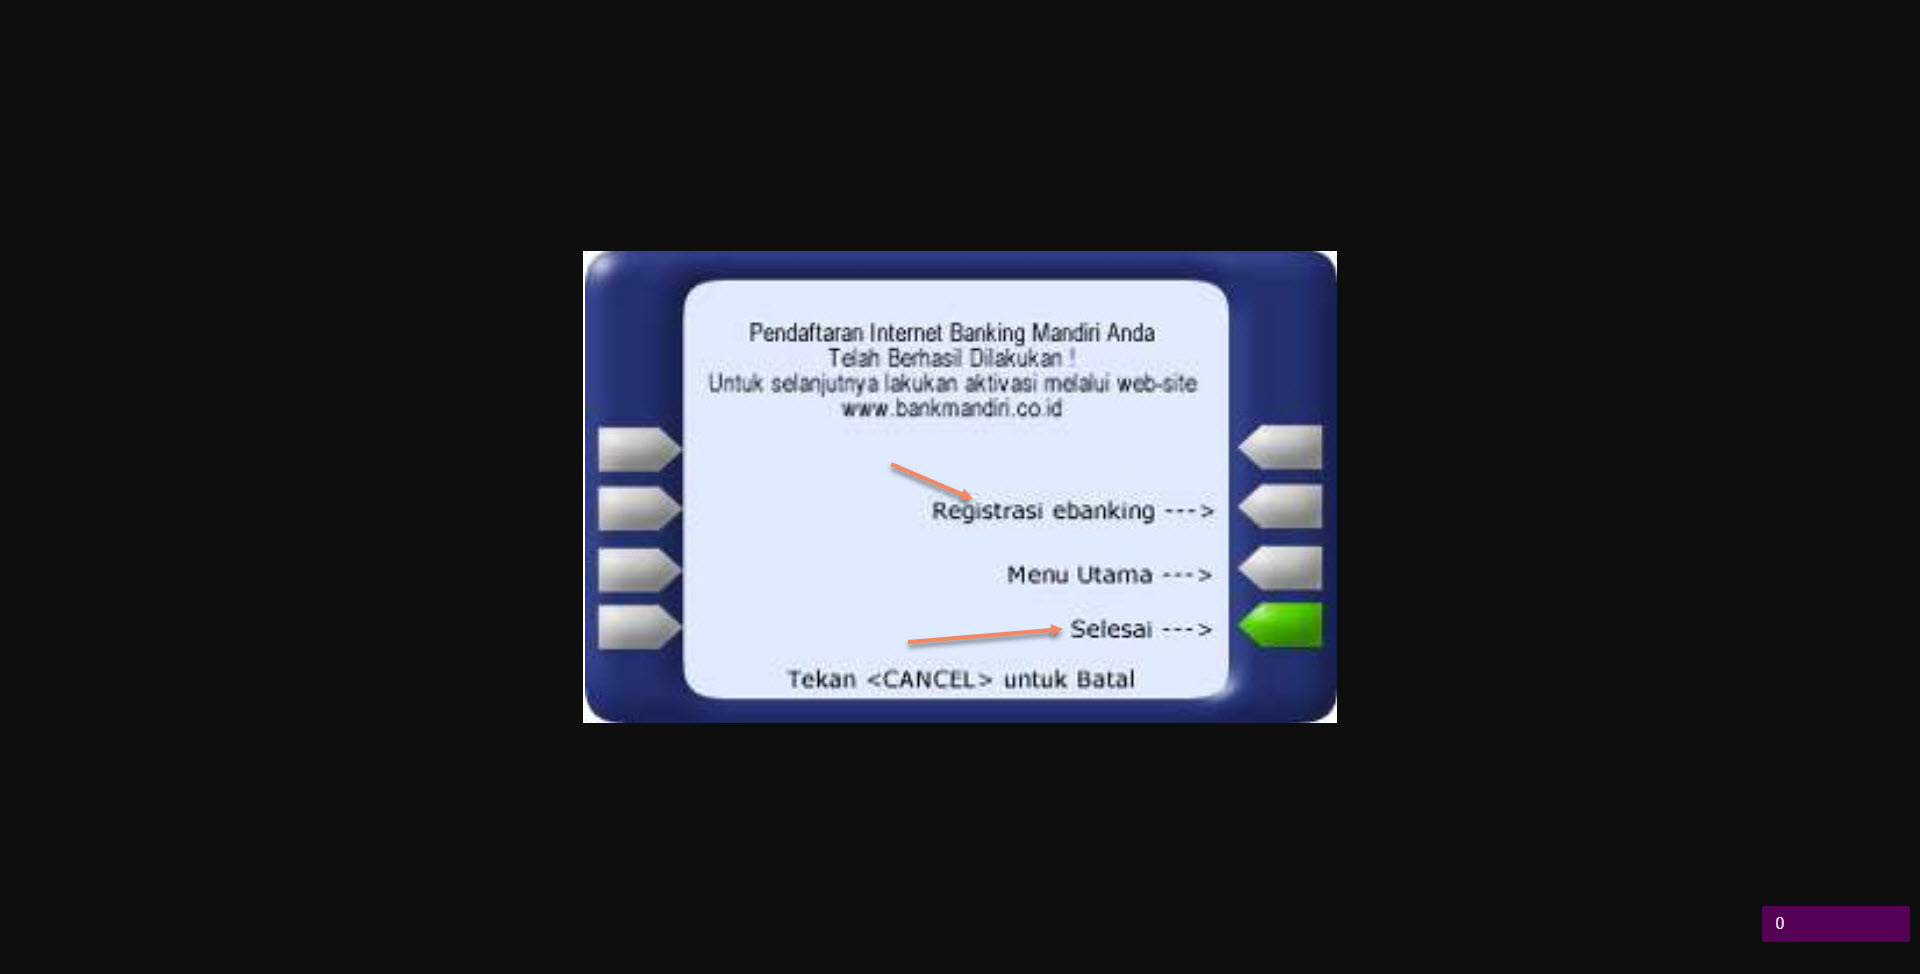 Pendaftaran Internet Banking Mandiri Anda
Telah Berhasil Dilakukan !
Untuk selanjutnya lakukan aktivasi melalui web-site
www.bankmandiri.co.id
Registrasi ebanking --->
Menu Utama --->
Selesai --->
Tekan <CANCEL> untuk Batal
0